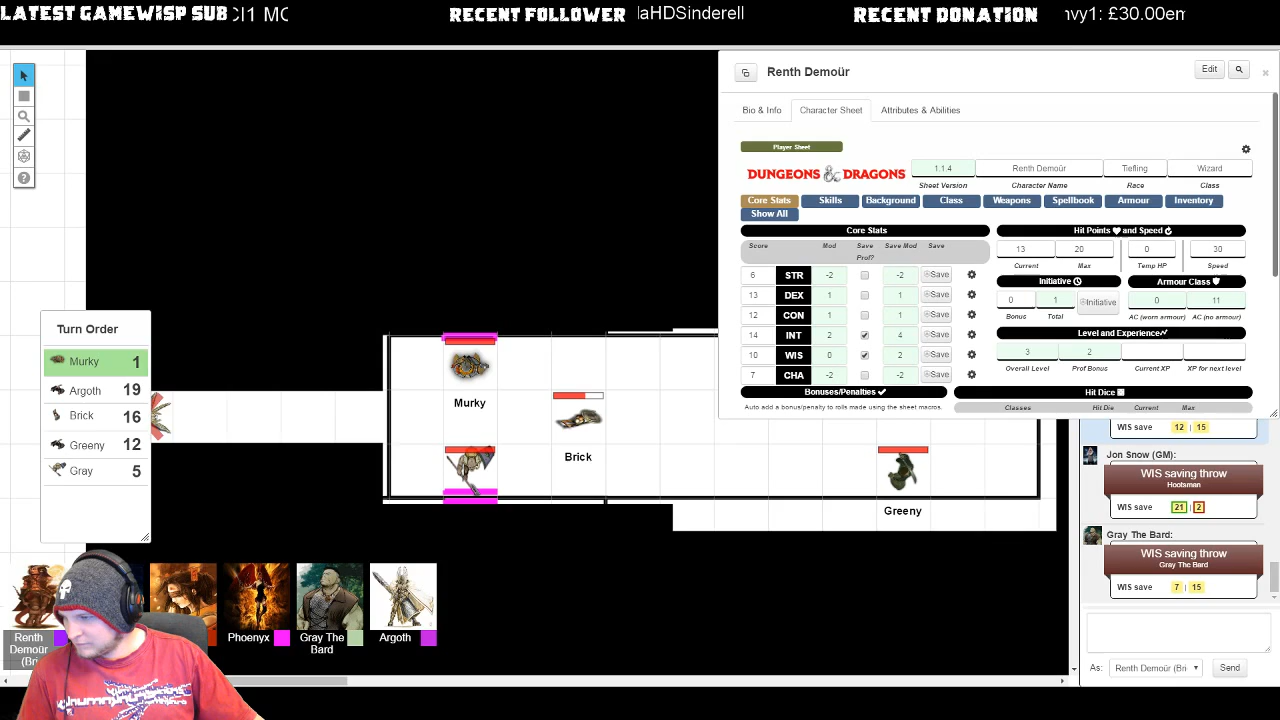 LATEST GAMEWISP SUB
RECENT FOLLOWER
laHDSinderell
RECENT DONATION
nvy1: £30.00
Renth Demoür
Edit
Bio & Info
Character Sheet
Attributes & Abilities
Player Sheet
DUNGEONS & DRAGONS
1.1.4
Renth Demoür
Tiefling
Wizard
Sheet Version
Character Name
Race
Class
Core Stats
Skills
Background
Class
Weapons
Spellbook
Armour
Inventory
Show All
Core Stats
Score
Mod
Save Prof?
Save Mod
Save
6 STR -2 -2 Save
13 DEX 1 1 Save
12 CON 1 1 Save
14 INT 2 4 Save
10 WIS 0 2 Save
7 CHA -2 -2 Save
Bonuses/Penalties
Auto add a bonus/penalty to rolls made using the sheet macros.
Hit Points and Speed
13 20 0 30
Current Max Temp HP Speed
Initiative
Armour Class
0 1 Initiative 0 11
Bonus Total AC (worn armour) AC (no armour)
Level and Experience
3 2
Overall Level Prof Bonus Current XP XP for next level
Hit Dice
Classes Hit Die Current Max
Turn Order
Murky 1
Argoth 19
Brick 16
Greeny 12
Gray 5
Murky
Brick
Greeny
WIS save 12 | 15
Jon Snow (GM):
WIS saving throw
Hootsman
WIS save 21 | 2
Gray The Bard:
WIS saving throw
Gray The Bard
WIS save 7 | 15
As: Renth Demoür (Bri
Send
Renth
Demoür
(Bri
Phoenyx
Gray The
Bard
Argoth